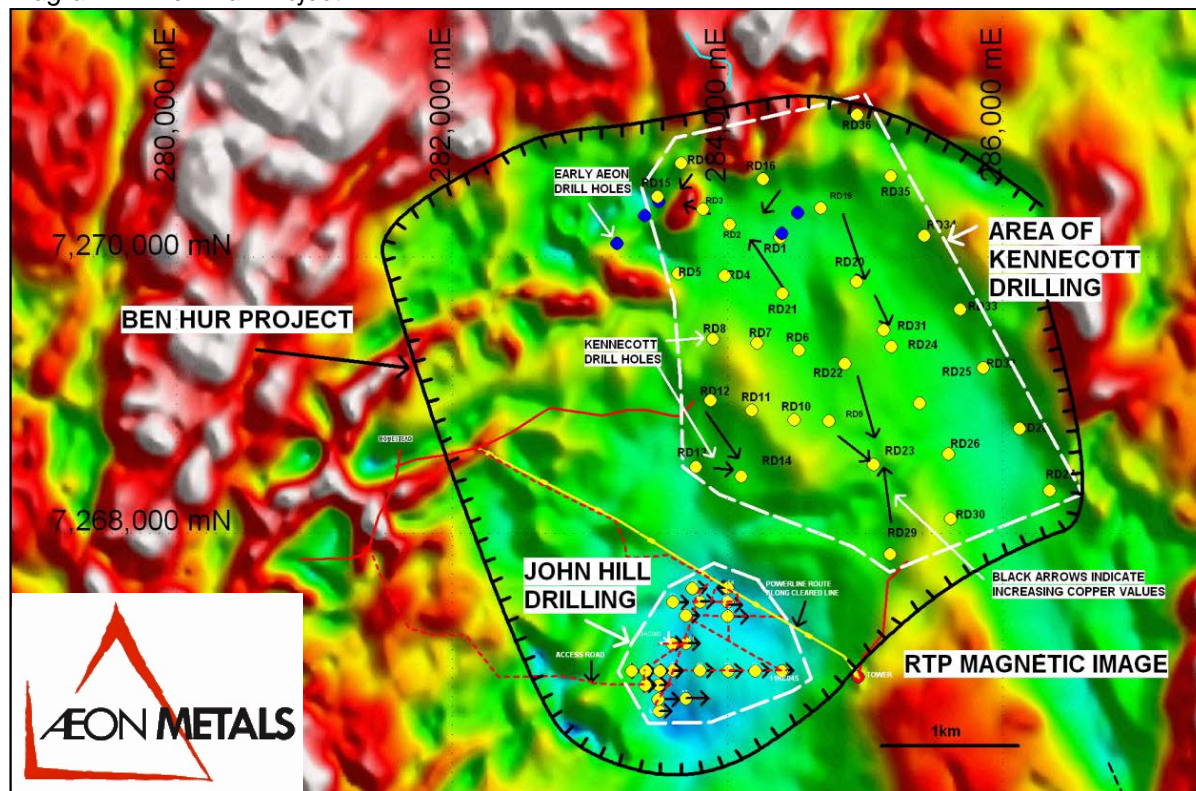 280,000 mE
282,000 mE
284,000 mE
286,000 mE
7,270,000 mN
7,268,000 mN
EARLY AEON
DRILL HOLES
RD36
RD16
RD35
RD15
RD3
RD19
RD2
RD34
RD1
AREA OF
KENNECOTT
DRILLING
RD5
RD4
RD20
RD21
RD33
BEN HUR PROJECT
RD8
RD7
RD6
RD31
RD24
KENNECOTT
DRILL HOLES
RD22
RD25
RD12
RD11
RD10
RD9
RD26
RD23
RD14
RD30
RD29
JOHN HILL
DRILLING
POWERLINE ROUTE
ALONG CLEARED LINE
BLACK ARROWS INDICATE
INCREASING COPPER VALUES
ACCESS ROAD
TOWER
RTP MAGNETIC IMAGE
1km
AEON METALS